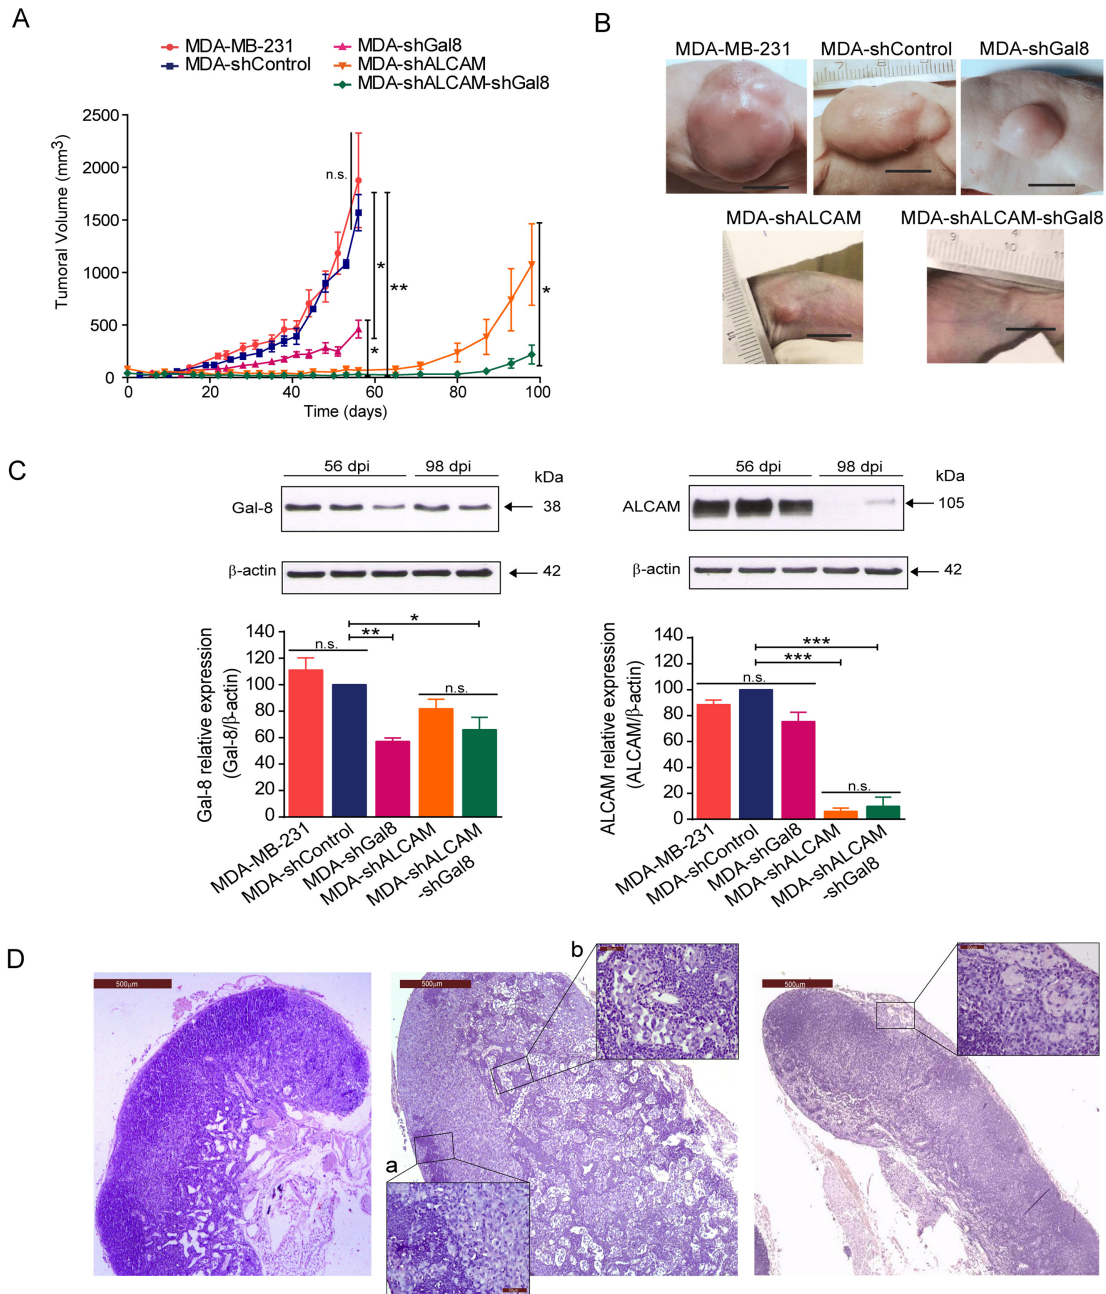 A
MDA-MB-231
MDA-shControl
MDA-shGal8
MDA-shALCAM
MDA-shALCAM-shGal8
Tumoral Volume (mm³)
2500
2000
1500
1000
500
0
n.s.
*
**
*
*
0 20 40 60 80 100
Time (days)
B
MDA-MB-231 MDA-shControl MDA-shGal8
7 8 9
MDA-shALCAM MDA-shALCAM-shGal8
9 10 11
C
56 dpi 98 dpi
kDa
Gal-8 38
β-actin 42
56 dpi 98 dpi
kDa
ALCAM 105
β-actin 42
Gal-8 relative expression
(Gal-8/β-actin)
140
120
100
80
60
40
20
0
n.s.
**
*
n.s.
MDA-MB-231
MDA-shControl
MDA-shGal8
MDA-shALCAM
MDA-shALCAM
-shGal8
ALCAM relative expression
(ALCAM/β-actin)
140
120
100
80
60
40
20
0
n.s.
***
***
n.s.
MDA-MB-231
MDA-shControl
MDA-shGal8
MDA-shALCAM
MDA-shALCAM
-shGal8
D
500μm
500μm
b
a
500μm